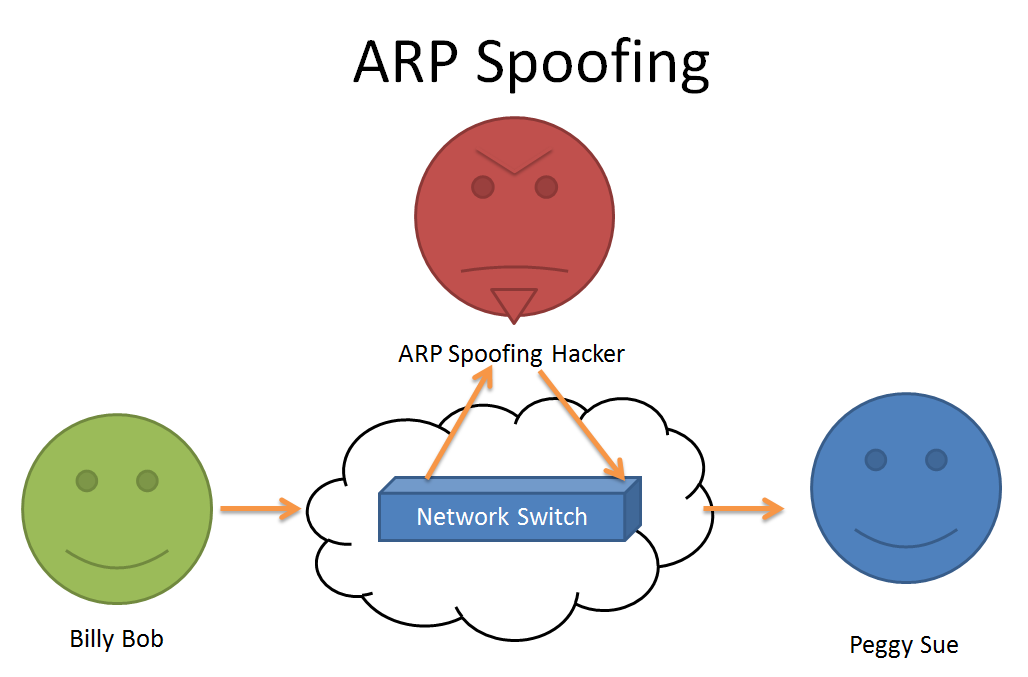 ARP Spoofing
ARP Spoofing Hacker
Network Switch
Billy Bob
Peggy Sue